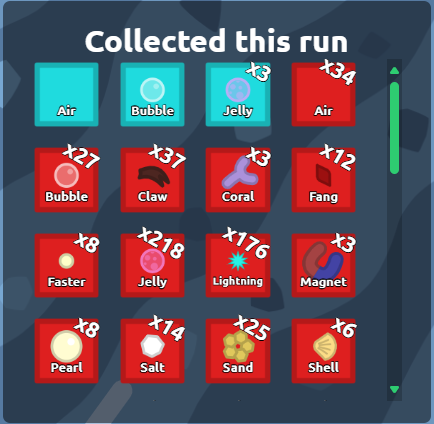 Collected this run
x3 x34
Air Bubble Jelly Air
x27 x37 x3 x12
Bubble Claw Coral Fang
x8 x218 x176 x3
Faster Jelly Lightning Magnet
x8 x14 x25 x6
Pearl Salt Sand Shell